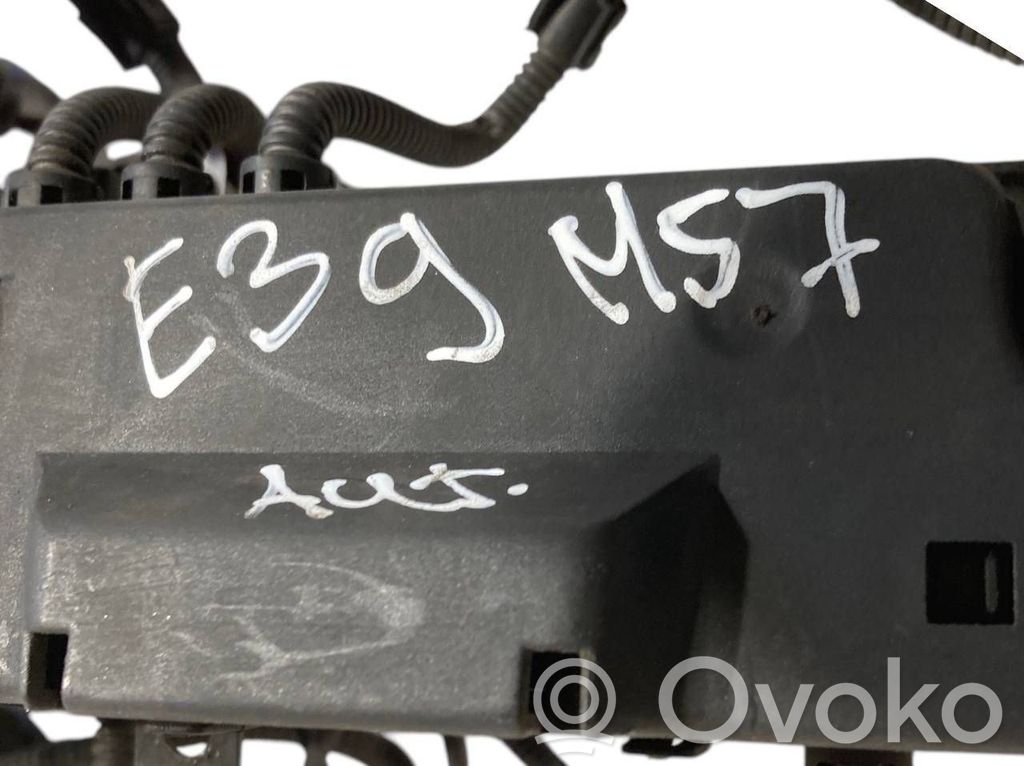 E39 M57
Aut.
R Ovoko